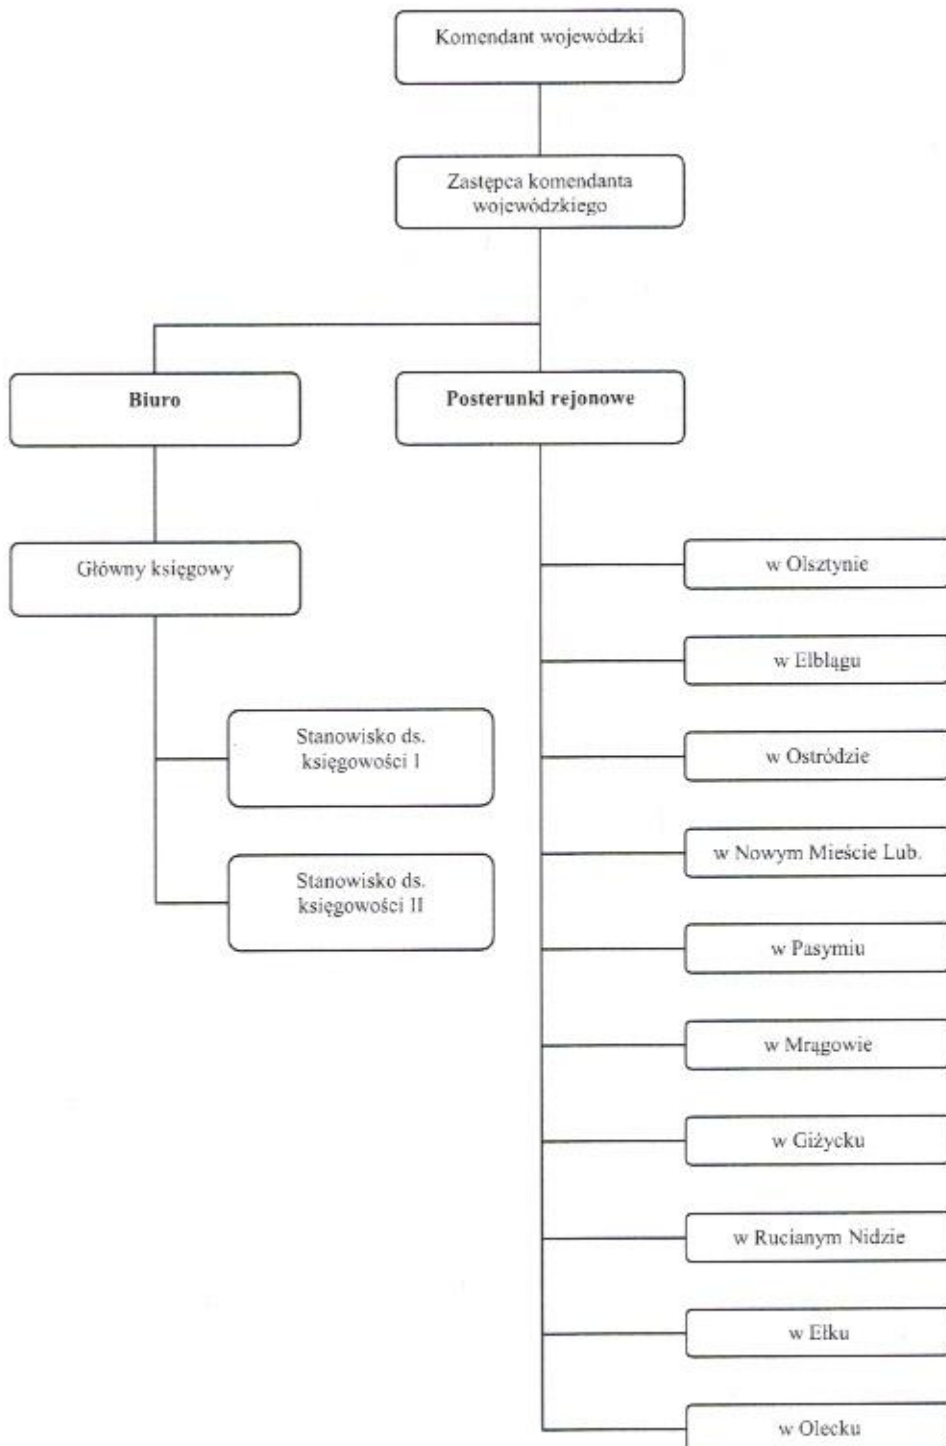 Komendant wojewódzki
Zastępca komendanta
wojewódzkiego
Biuro
Posterunki rejonowe
Główny księgowy
Stanowisko ds.
księgowości I
Stanowisko ds.
księgowości II
w Olsztynie
w Elblągu
w Ostródzie
w Nowym Mieście Lub.
w Pasymiu
w Mrągowie
w Giżycku
w Rucianym Nidzie
w Ełku
w Olecku